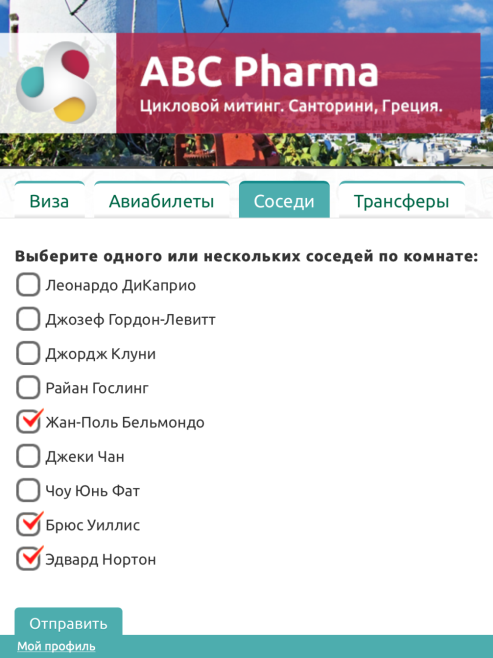 ABC Pharma
Цикловой митинг. Санторини, Греция.
Виза Авиабилеты Соседи Трансферы
Выберите одного или нескольких соседей по комнате:
Леонардо ДиКаприо
Джозеф Гордон-Левитт
Джордж Клуни
Райан Гослинг
Жан-Поль Бельмондо
Джеки Чан
Чоу Юнь Фат
Брюс Уиллис
Эдвард Нортон
Отправить
Мой профиль